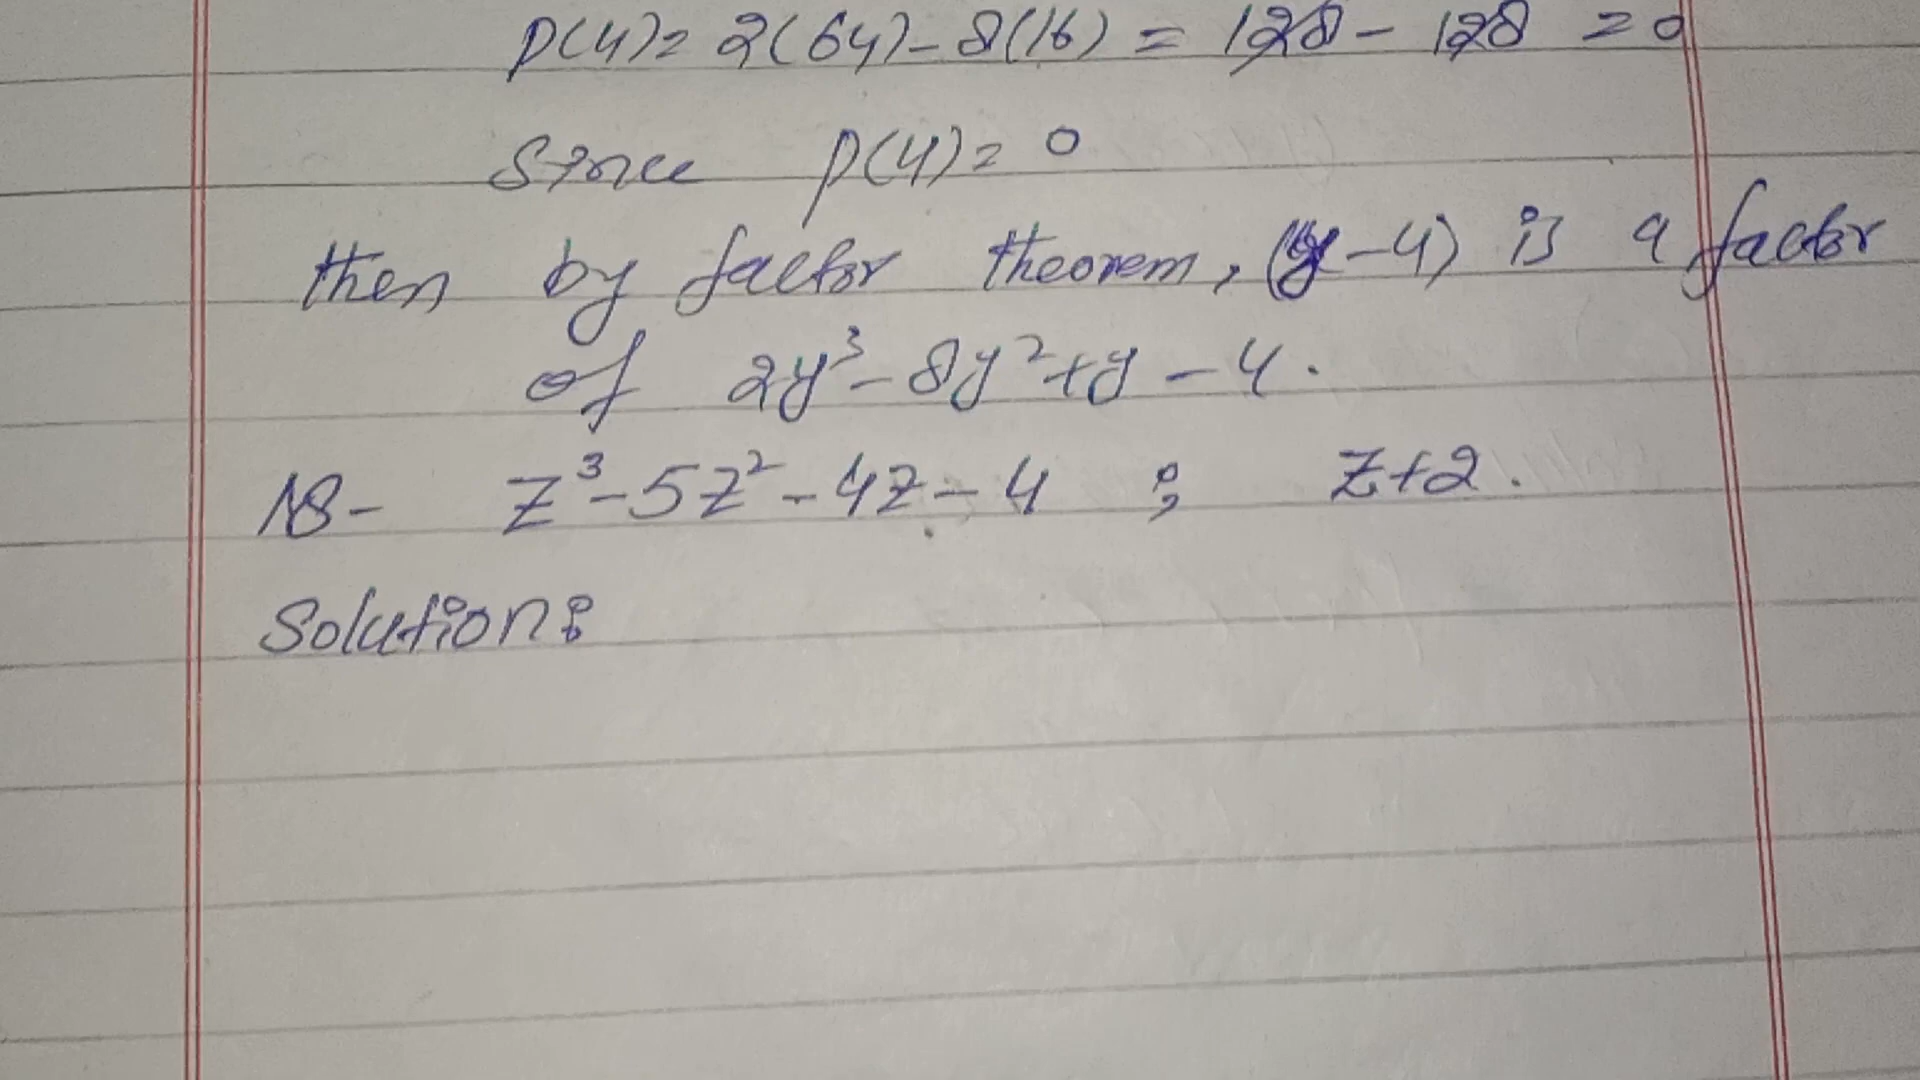 P(4)= 2(64)-8(16) = 128 - 128 = 0
Since P(4)= 0
then by factor theorem, (y-4) is a factor
of 2y³-8y²+y-4.
18- z³-5z²-4z-4 ; z+2.
Solution: